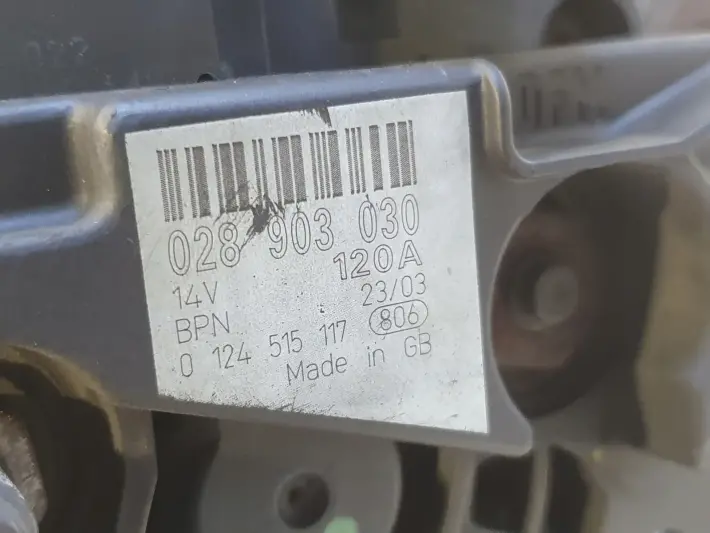 028 903 030
14V 120A
BPN 23/03
0 124 515 117 806
Made in GB